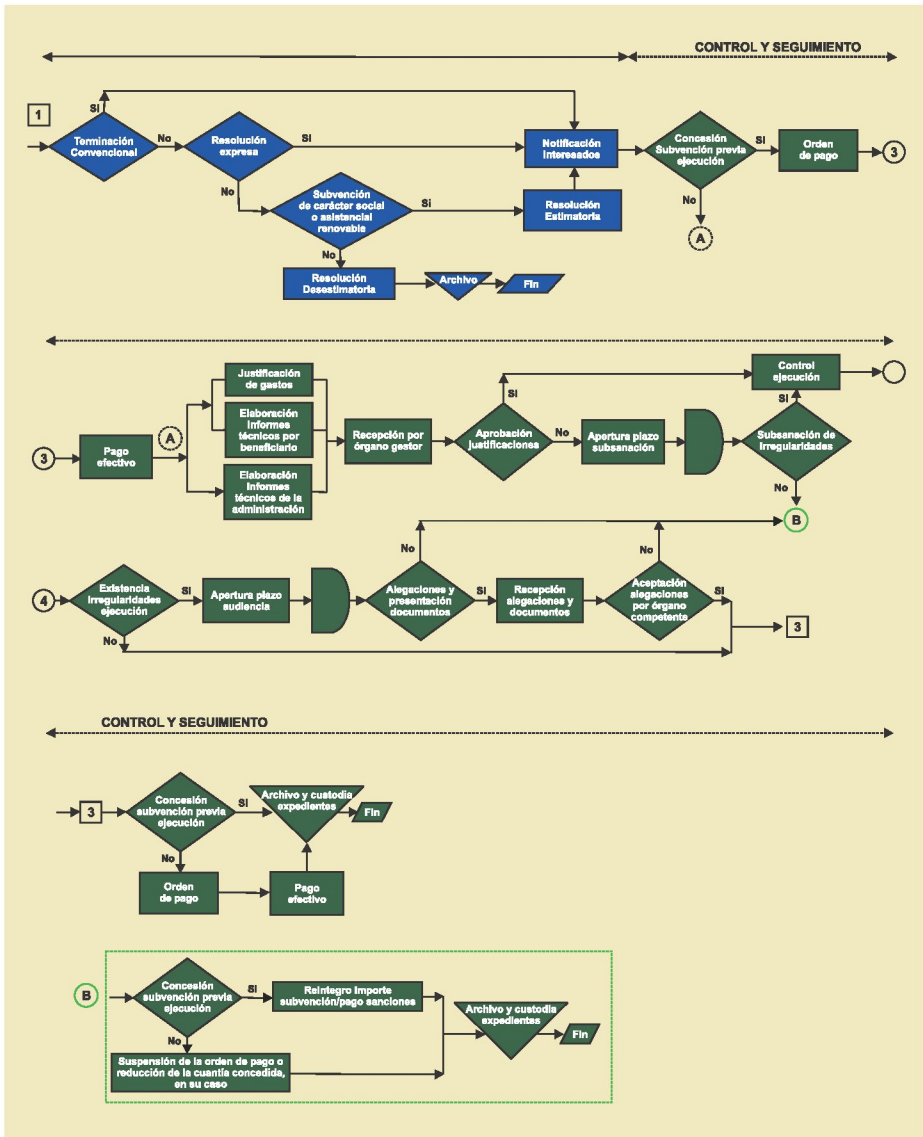 CONTROL Y SEGUIMIENTO
1
Si
Terminación
Convencional
No
Resolución
expresa
Si
Notificación
Interesados
Concesión
Subvención previa
ejecución
Si
Orden
de pago
3
No
Subvención
de carácter social
o asistencial
renovable
Si
Resolución
Estimatoria
No
A
No
Resolución
Desestimatoria
Archivo
Fin
Justificación
de gastos
Control
ejecución
Si
Si
3
Pago
efectivo
A
Elaboración
Informes
técnicos por
beneficiario
Recepción por
órgano gestor
Aprobación
justificaciones
No
Apertura plazo
subsanación
Subsanación de
Irregularidades
Elaboración
Informes
técnicos de la
administración
No
B
No
No
4
Existencia
Irregularidades
ejecución
Si
Apertura plazo
audiencia
Alegaciones y
presentación
documentos
Si
Recepción
alegaciones y
documentos
Aceptación
alegaciones
por órgano
competente
Si
3
No
CONTROL Y SEGUIMIENTO
3
Concesión
subvención previa
ejecución
Si
Archivo y custodia
expedientes
Fin
No
Orden
de pago
Pago
efectivo
B
Concesión
subvención previa
ejecución
Si
Reintegro Importe
subvención/pego sanciones
Archivo y custodia
expedientes
Fin
No
Suspensión de la orden de pago o
reducción de la cuantía concedida,
en su caso